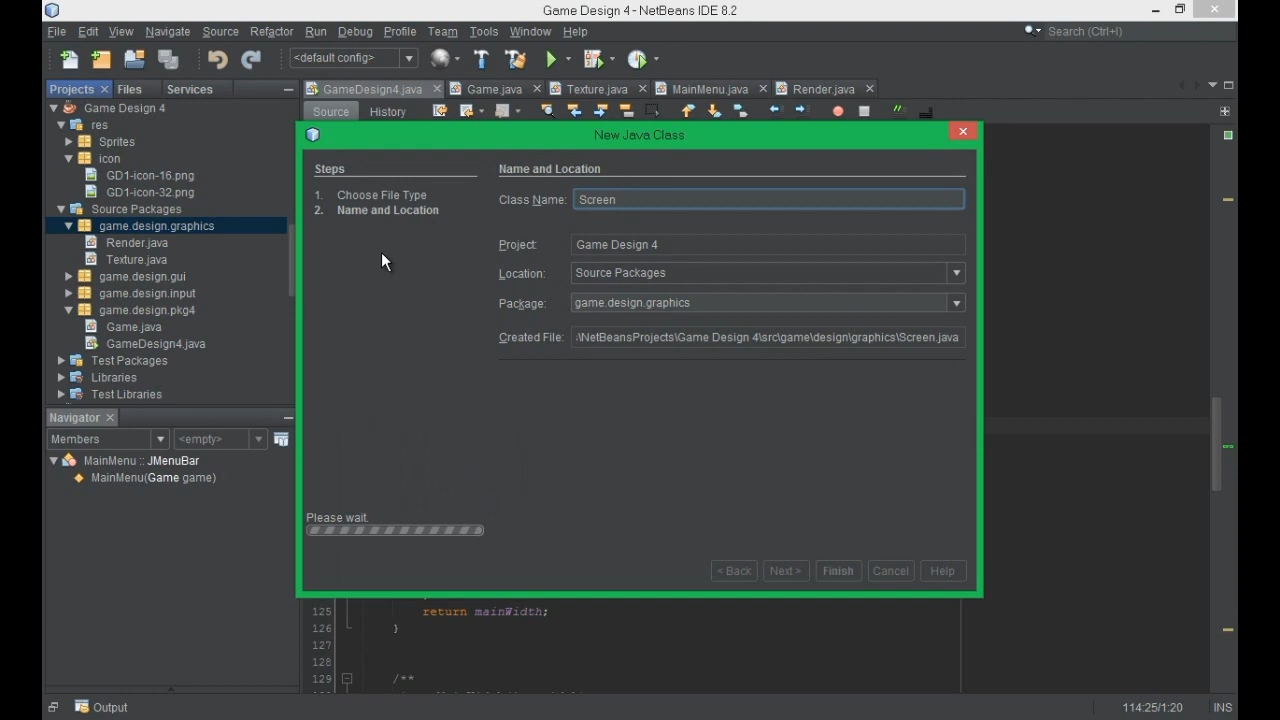 Game Design 4 - NetBeans IDE 8.2
File Edit View Navigate Source Refactor Run Debug Profile Team Tools Window Help
Search (Ctrl+I)
<default config>
Projects Files Services
GameDesign4.java Game.java Texture.java MainMenu.java Render.java
Source History
Game Design 4
res
Sprites
icon
GD1-icon-16.png
GD1-icon-32.png
Source Packages
game.design.graphics
Render.java
Texture.java
game.design.gui
game.design.input
game.design.pkg4
Game.java
GameDesign4.java
Test Packages
Libraries
Test Libraries
Navigator
Members <empty>
MainMenu :: JMenuBar
MainMenu(Game game)
New Java Class
Steps
1. Choose File Type
2. Name and Location
Name and Location
Class Name: Screen
Project: Game Design 4
Location: Source Packages
Package: game.design.graphics
Created File: :\NetBeansProjects\Game Design 4\src\game\design\graphics\Screen.java
Please wait.
< Back Next > Finish Cancel Help
125 return mainWidth;
126 }
127
128
129 /**
Output
114:25/1:20 INS